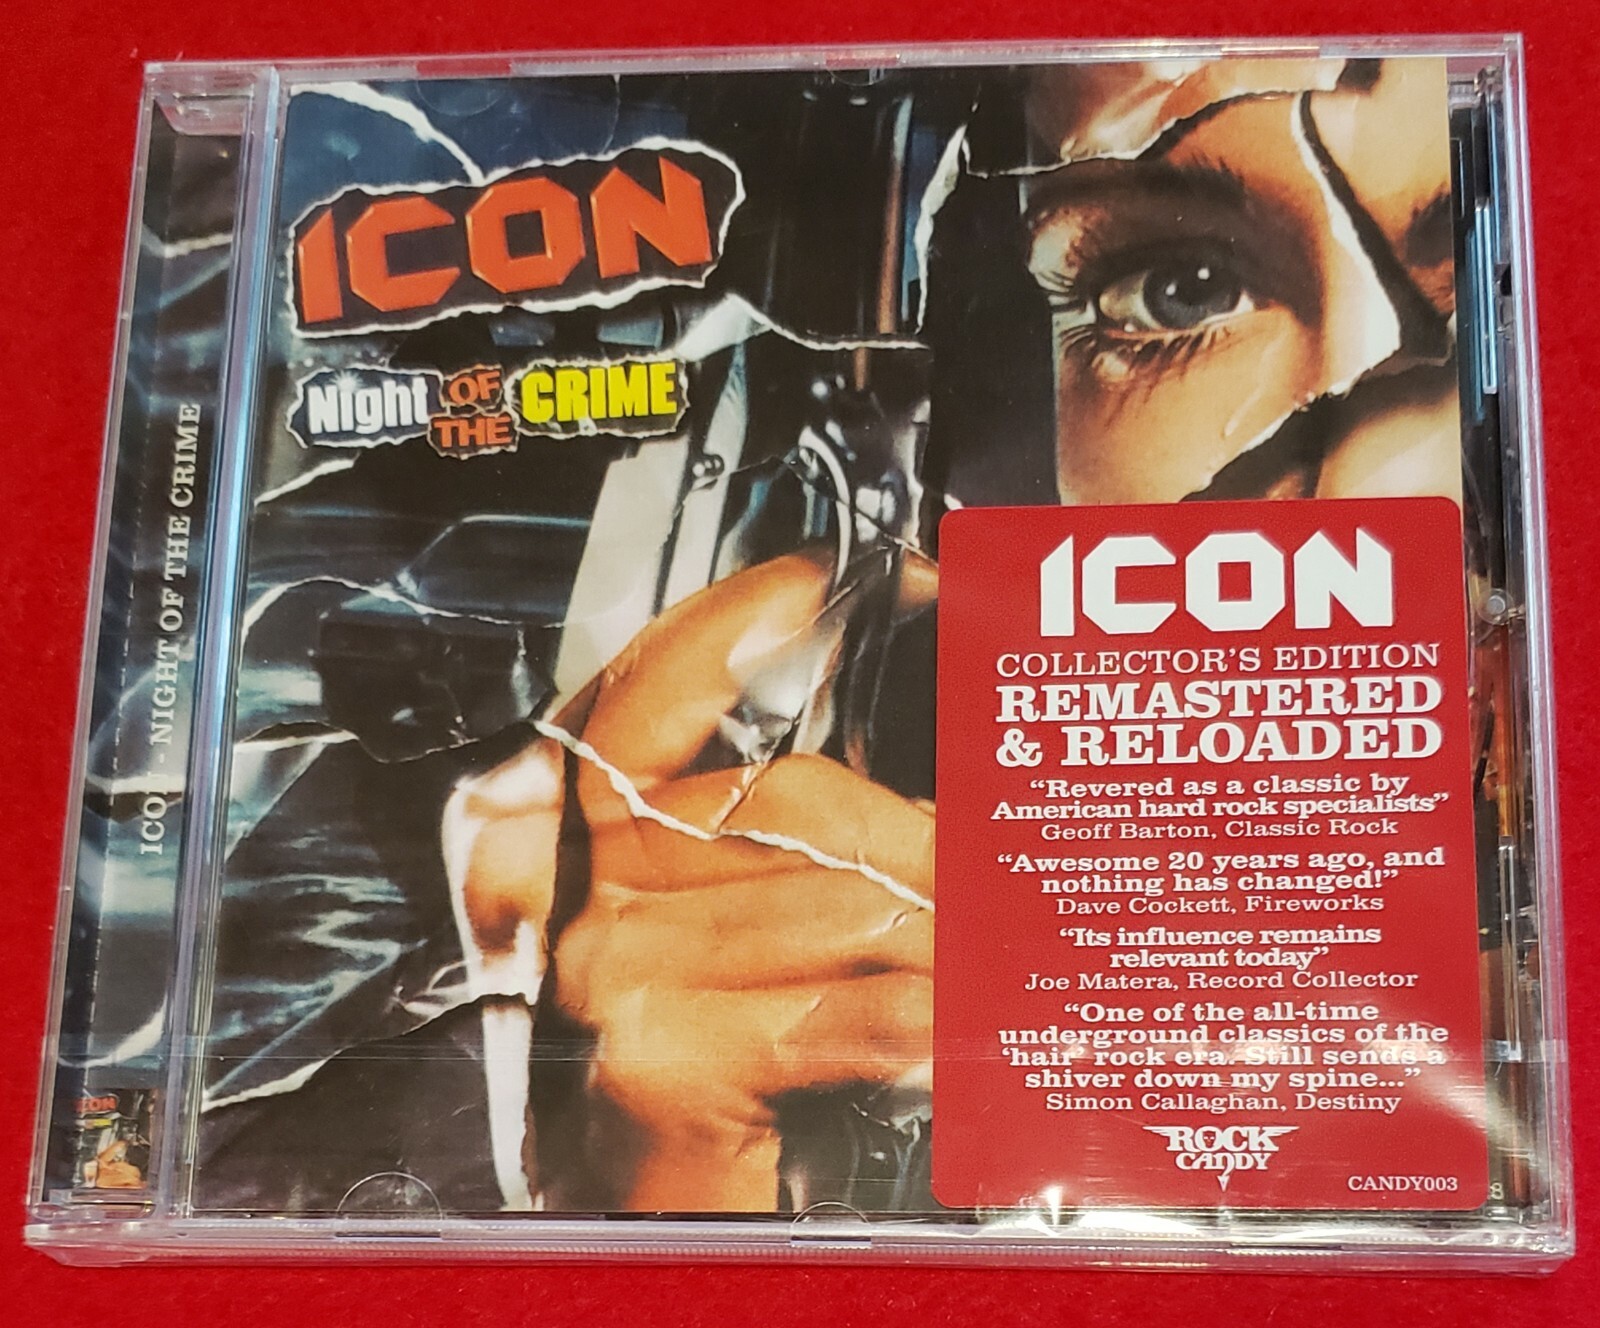 ICON
Night OF THE CRIME
ICON - NIGHT OF THE CRIME
ICON
COLLECTOR'S EDITION
REMASTERED
& RELOADED
“Revered as a classic by
American hard rock specialists”
Geoff Barton, Classic Rock
“Awesome 20 years ago, and
nothing has changed!”
Dave Cockett, Fireworks
“Its influence remains
relevant today”
Joe Matera, Record Collector
“One of the all-time
underground classics of the
‘hair’ rock era. Still sends a
shiver down my spine...”
Simon Callaghan, Destiny
ROCK
CANDY
CANDY003
ICON